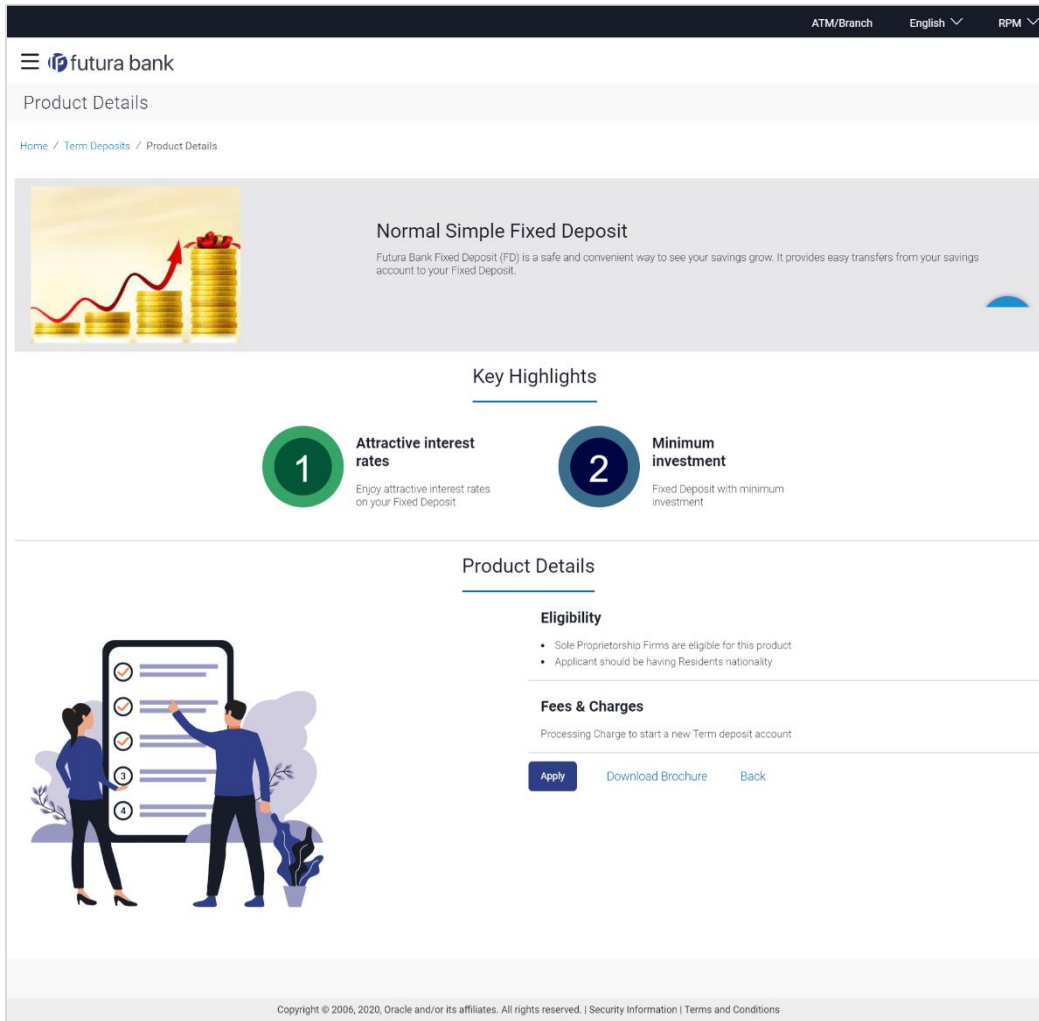 ATM/Branch English RPM
futura bank
Product Details
Home / Term Deposits / Product Details
Normal Simple Fixed Deposit
Futura Bank Fixed Deposit (FD) is a safe and convenient way to see your savings grow. It provides easy transfers from your savings
account to your Fixed Deposit.
Key Highlights
1
Attractive interest
rates
Enjoy attractive interest rates
on your Fixed Deposit
2
Minimum
investment
Fixed Deposit with minimum
investment
Product Details
3
4
Eligibility
• Sole Proprietorship Firms are eligible for this product
• Applicant should be having Residents nationality
Fees & Charges
Processing Charge to start a new Term deposit account
Apply Download Brochure Back
Copyright © 2006, 2020, Oracle and/or its affiliates. All rights reserved. | Security Information | Terms and Conditions